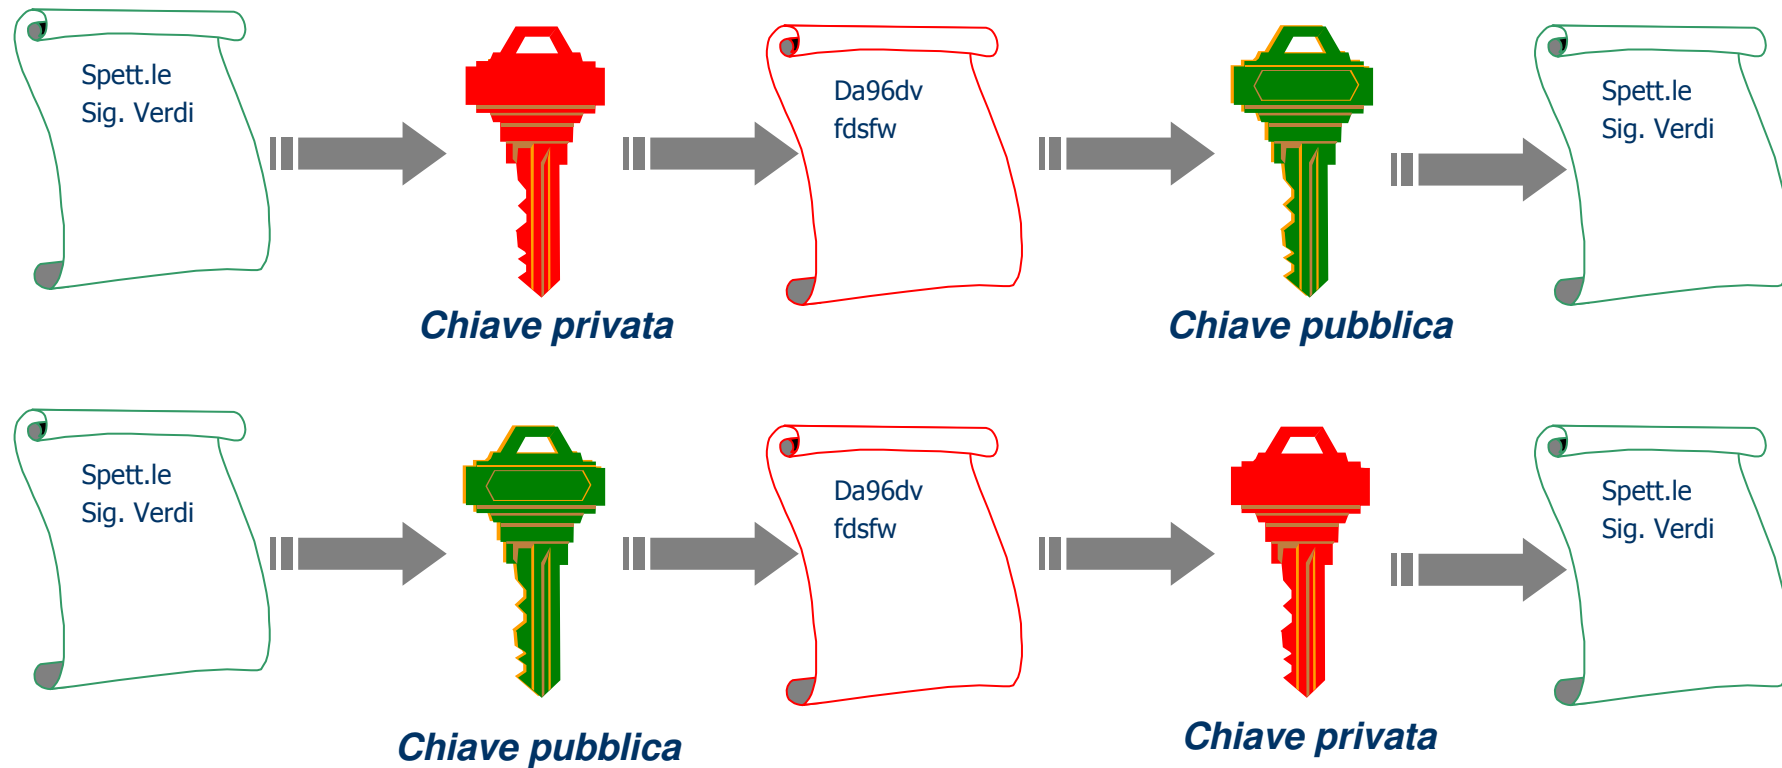 Spett.le
Sig. Verdi
Da96dv
fdsfw
Spett.le
Sig. Verdi
Chiave privata
Chiave pubblica
Spett.le
Sig. Verdi
Da96dv
fdsfw
Spett.le
Sig. Verdi
Chiave pubblica
Chiave privata